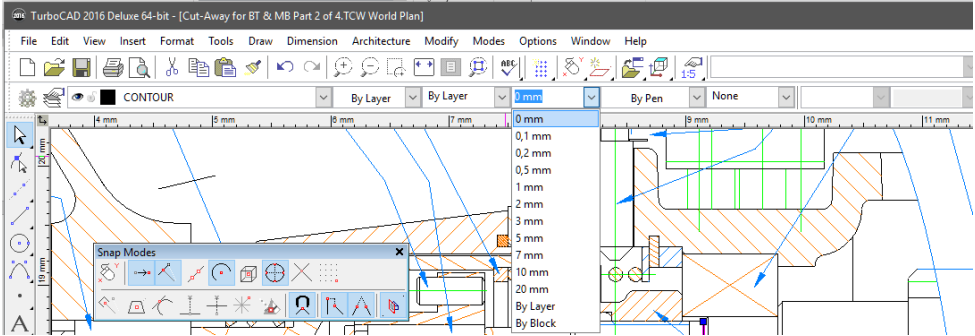 TurboCAD 2016 Deluxe 64-bit - [Cut-Away for BT & MB Part 2 of 4.TCW World Plan]
File Edit View Insert Format Tools Draw Dimension Architecture Modify Modes Options Window Help
ABC
1:5
CONTOUR By Layer By Layer 0 mm By Pen None
4 mm 5 mm 6 mm 7 mm 9 mm 10 mm 11 mm
0 mm
0,1 mm
0,2 mm
0,5 mm
1 mm
2 mm
3 mm
5 mm
7 mm
10 mm
20 mm
By Layer
By Block
Snap Modes
19 mm
A